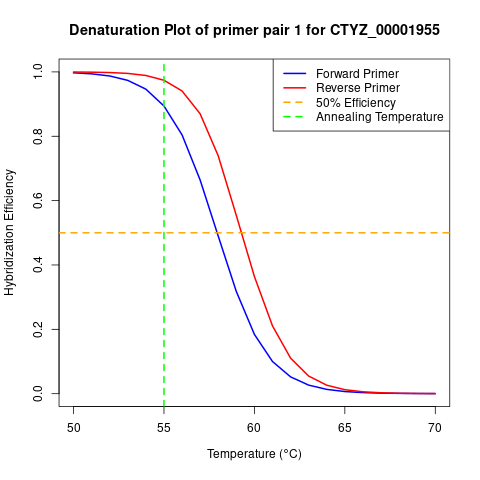 Denaturation Plot of primer pair 1 for CTYZ_00001955
Forward Primer
Reverse Primer
50% Efficiency
Annealing Temperature
Hybridization Efficiency
1.0
0.8
0.6
0.4
0.2
0.0
50 55 60 65 70
Temperature (°C)